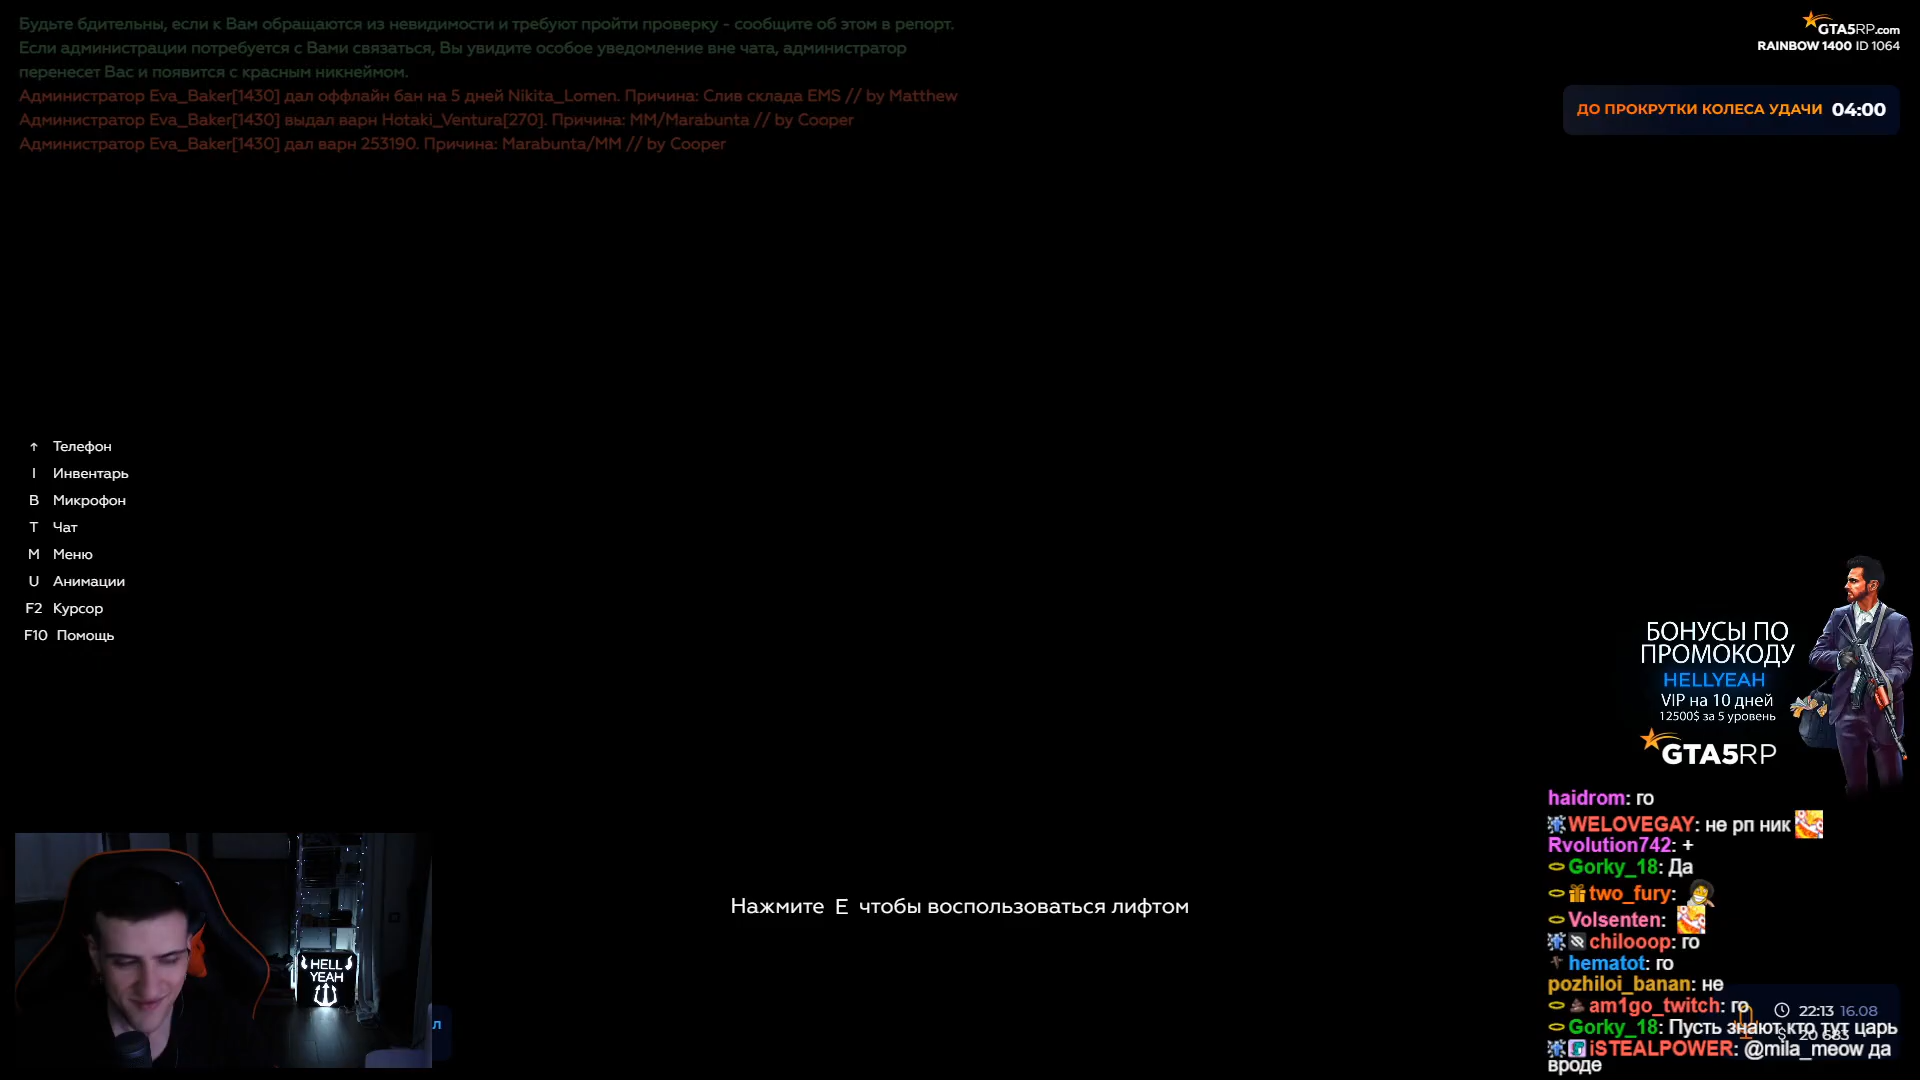 Будьте бдительны, если к Вам обращаются из невидимости и требуют пройти проверку - сообщите об этом в репорт.
Если администрации потребуется с Вами связаться, Вы увидите особое уведомление вне чата, администратор
перенесет Вас и появится с красным никнеймом.
Администратор Eva_Baker[1430] дал оффлайн бан на 5 дней Nikita_Lomen. Причина: Слив склада EMS // by Matthew
Администратор Eva_Baker[1430] выдал варн Hotaki_Ventura[270]. Причина: MM/Marabunta // by Cooper
Администратор Eva_Baker[1430] дал варн 253190. Причина: Marabunta/MM // by Cooper
GTA5RP.com
RAINBOW 1400 ID 1064
ДО ПРОКРУТКИ КОЛЕСА УДАЧИ 04:00
↑ Телефон
I Инвентарь
B Микрофон
T Чат
M Меню
U Анимации
F2 Курсор
F10 Помощь
БОНУСЫ ПО
ПРОМОКОДУ
HELLYEAH
VIP на 10 дней
12500$ за 5 уровень
GTA5RP
haidrom: го
WELOVEGAY: не рп ник
Rvolution742: +
Gorky_18: Да
two_fury:
Volsenten:
chilooop: го
hematot: го
pozhiloi_banan: не
am1go_twitch: го
Gorky_18: Пусть знают кто тут царь
iSTEALPOWER: @mila_meow да
вроде
22:13 16.08
$ 20 683
Нажмите E чтобы воспользоваться лифтом
HELL
YEAH
л